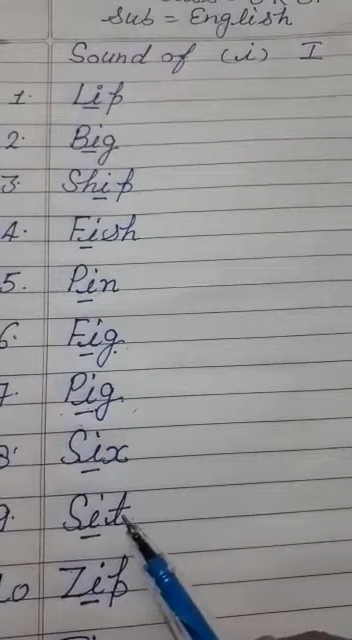 Sub = English
Sound of (i) I
1. Lip
2. Big
3. Ship
4. Fish
5. Pin
6. Fig.
7. Pig.
8. Six
9. Sit
10 Zip